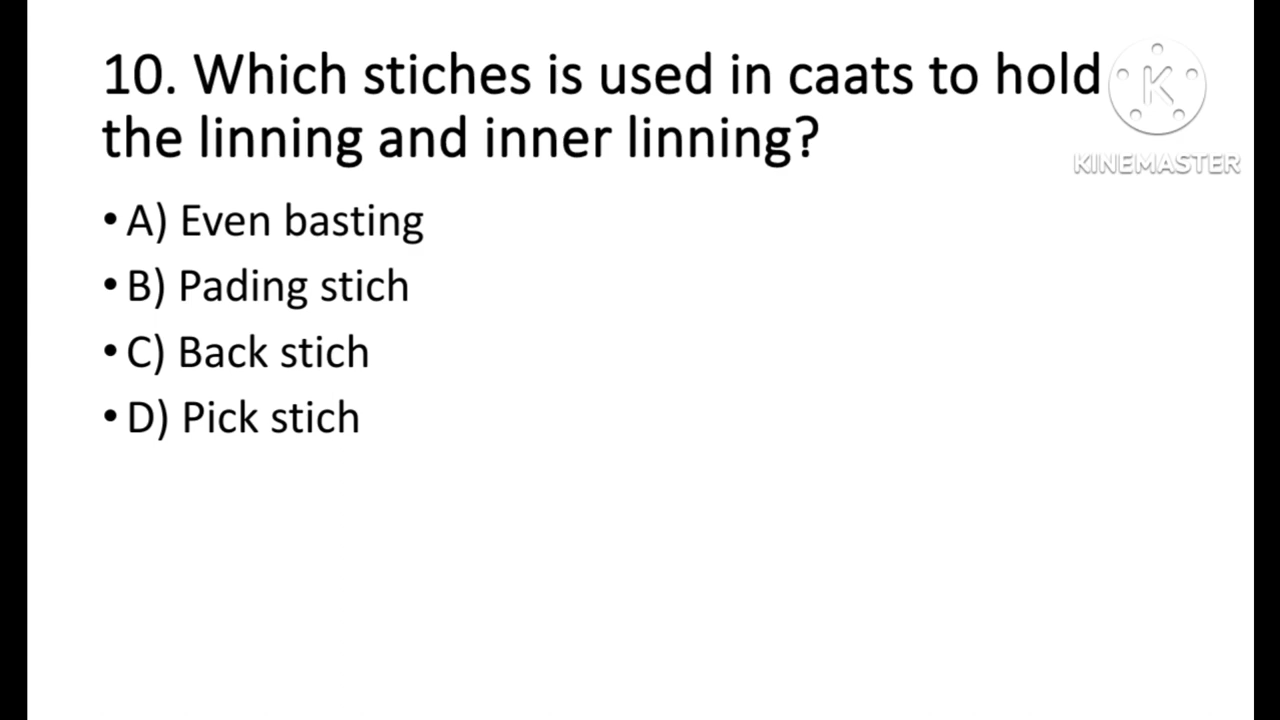 10. Which stiches is used in caats to hold
the linning and inner linning?
• A) Even basting
• B) Pading stich
• C) Back stich
• D) Pick stich
K
KINEMASTER